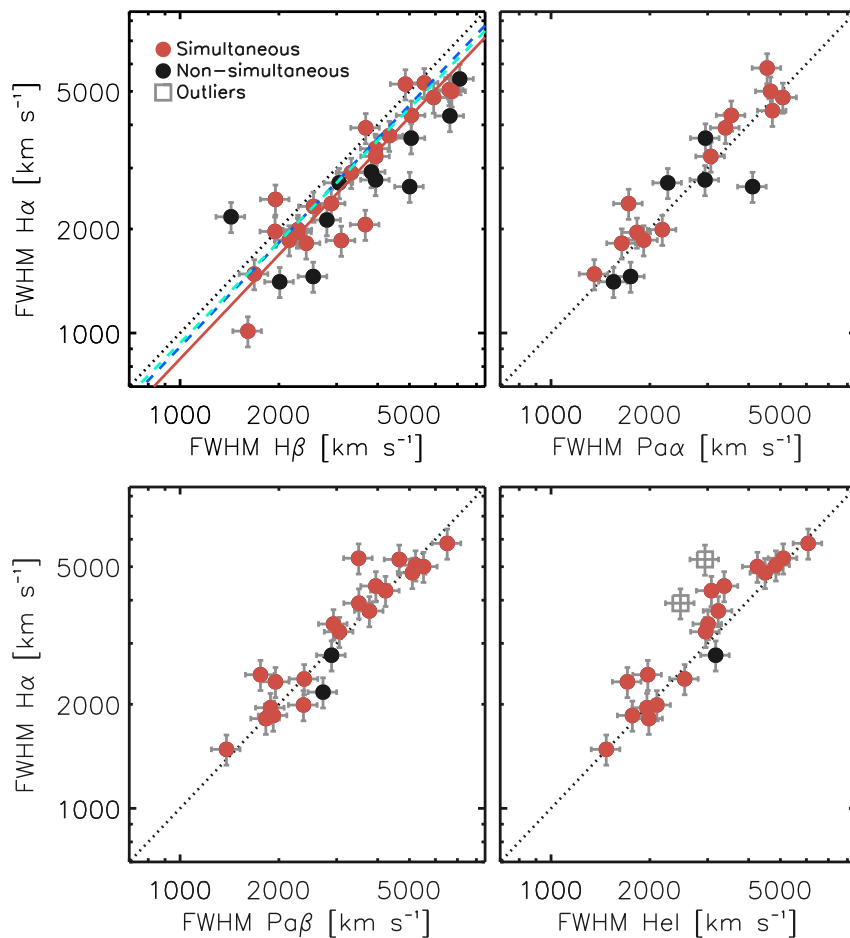 Simultaneous
Non-simultaneous
Outliers
FWHM Hα [km s⁻¹]
5000
2000
1000
1000 2000 5000
FWHM Hβ [km s⁻¹]
1000 2000 5000
FWHM Paα [km s⁻¹]
FWHM Hα [km s⁻¹]
5000
2000
1000
1000 2000 5000
FWHM Paβ [km s⁻¹]
1000 2000 5000
FWHM HeI [km s⁻¹]